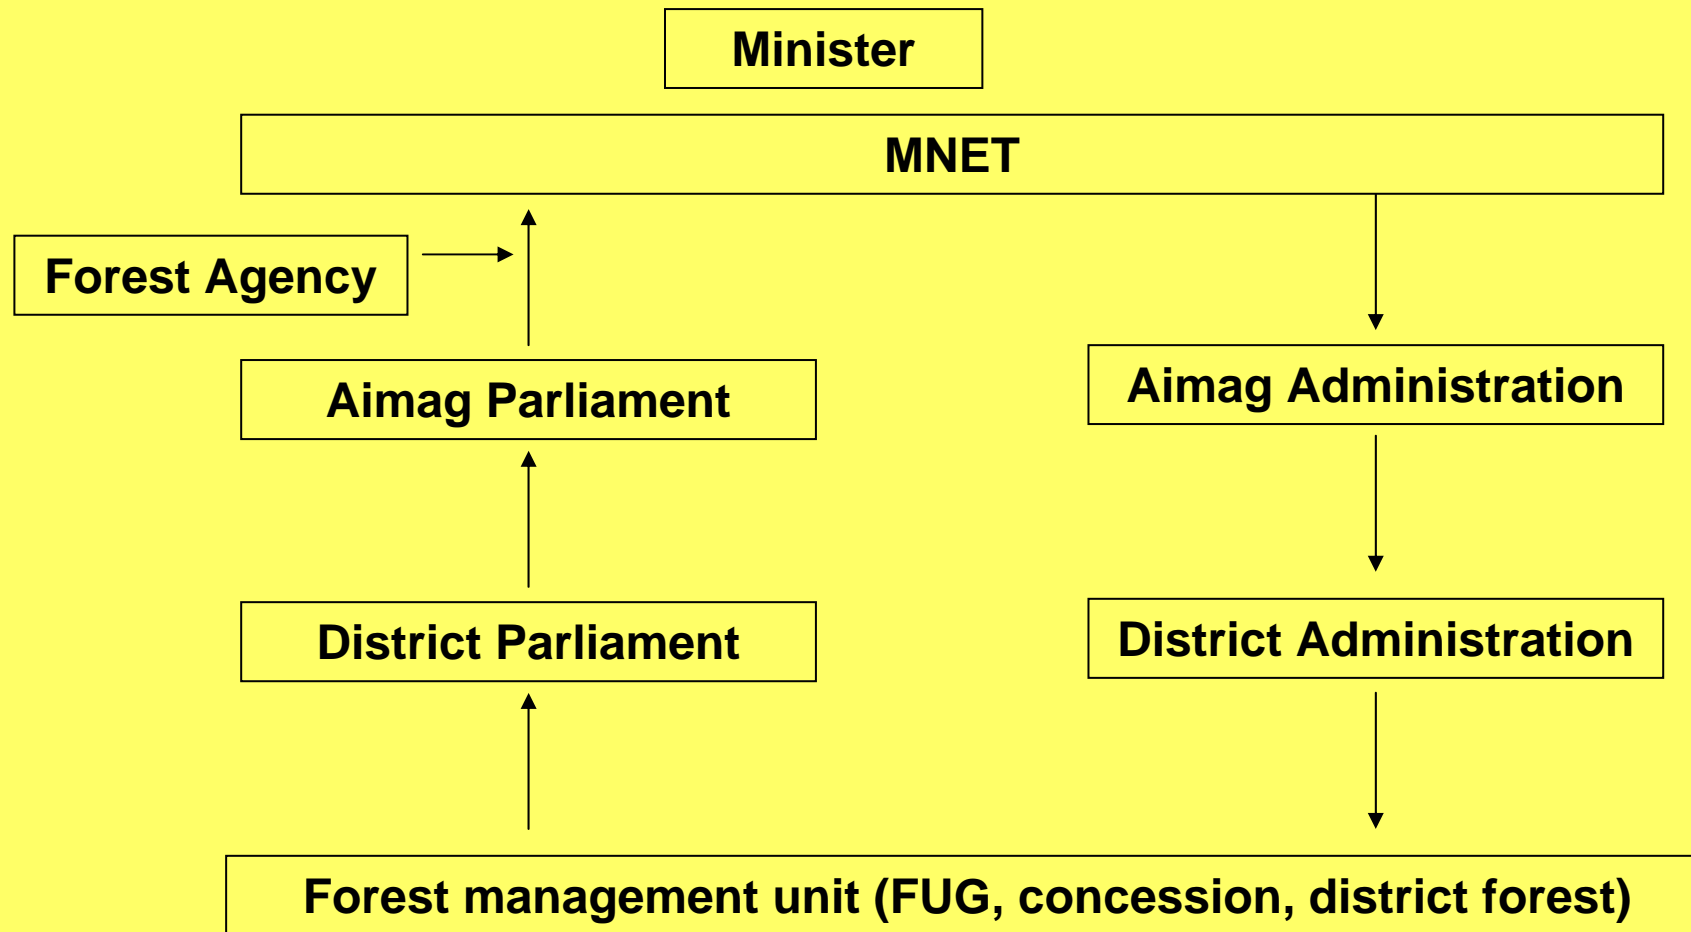 Minister
MNET
Forest Agency
Aimag Parliament
Aimag Administration
District Parliament
District Administration
Forest management unit (FUG, concession, district forest)